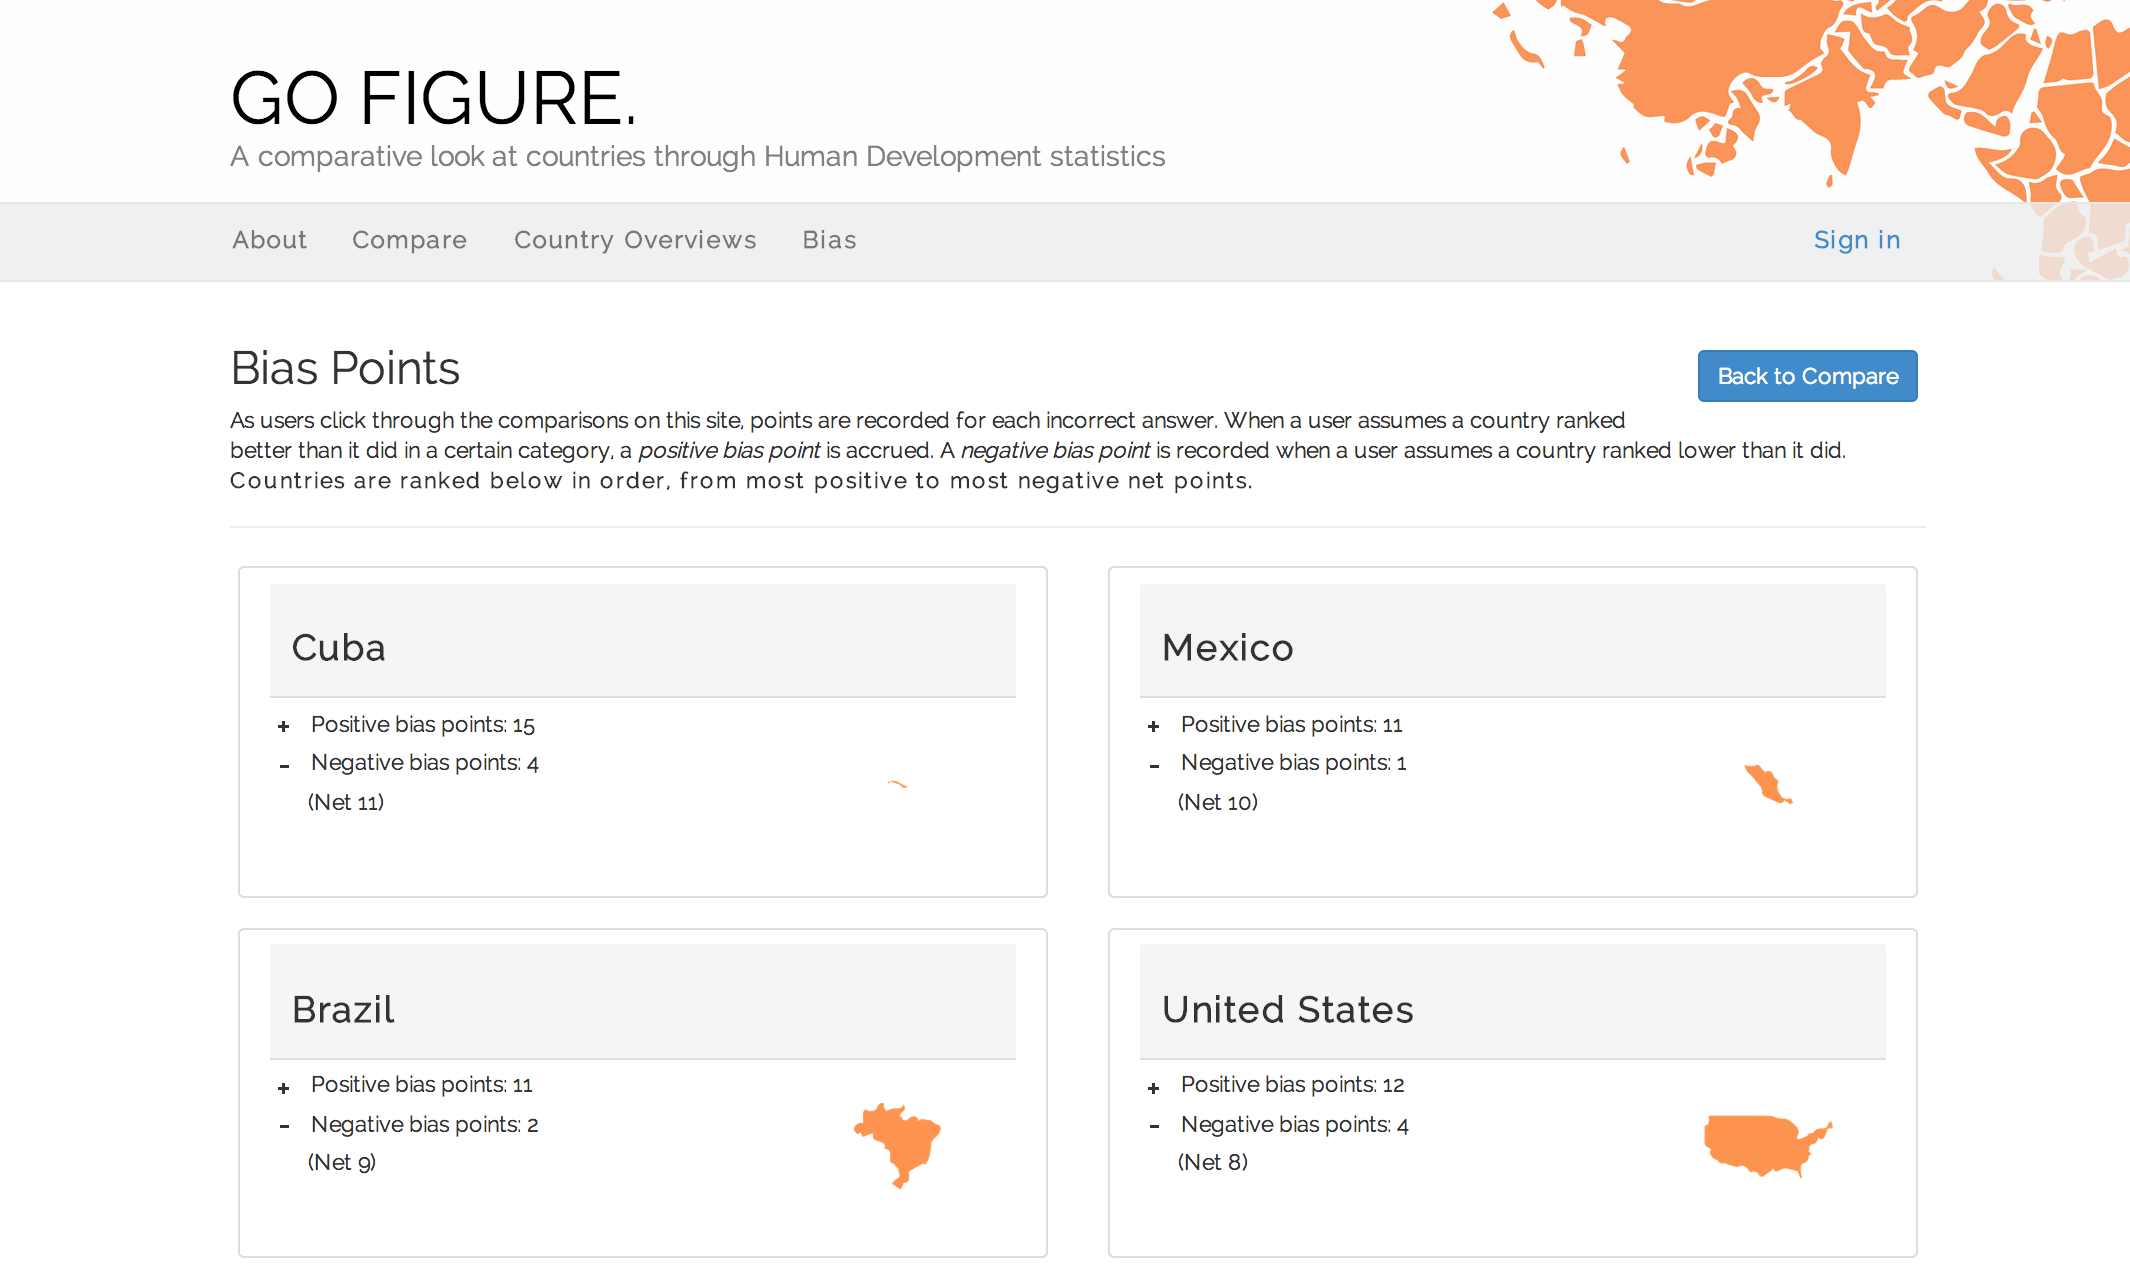 GO FIGURE.
A comparative look at countries through Human Development statistics
About Compare Country Overviews Bias Sign in
Bias Points
Back to Compare
As users click through the comparisons on this site, points are recorded for each incorrect answer. When a user assumes a country ranked
better than it did in a certain category, a positive bias point is accrued. A negative bias point is recorded when a user assumes a country ranked lower than it did.
Countries are ranked below in order, from most positive to most negative net points.
Cuba
+ Positive bias points: 15
- Negative bias points: 4
(Net 11)
Mexico
+ Positive bias points: 11
- Negative bias points: 1
(Net 10)
Brazil
+ Positive bias points: 11
- Negative bias points: 2
(Net 9)
United States
+ Positive bias points: 12
- Negative bias points: 4
(Net 8)